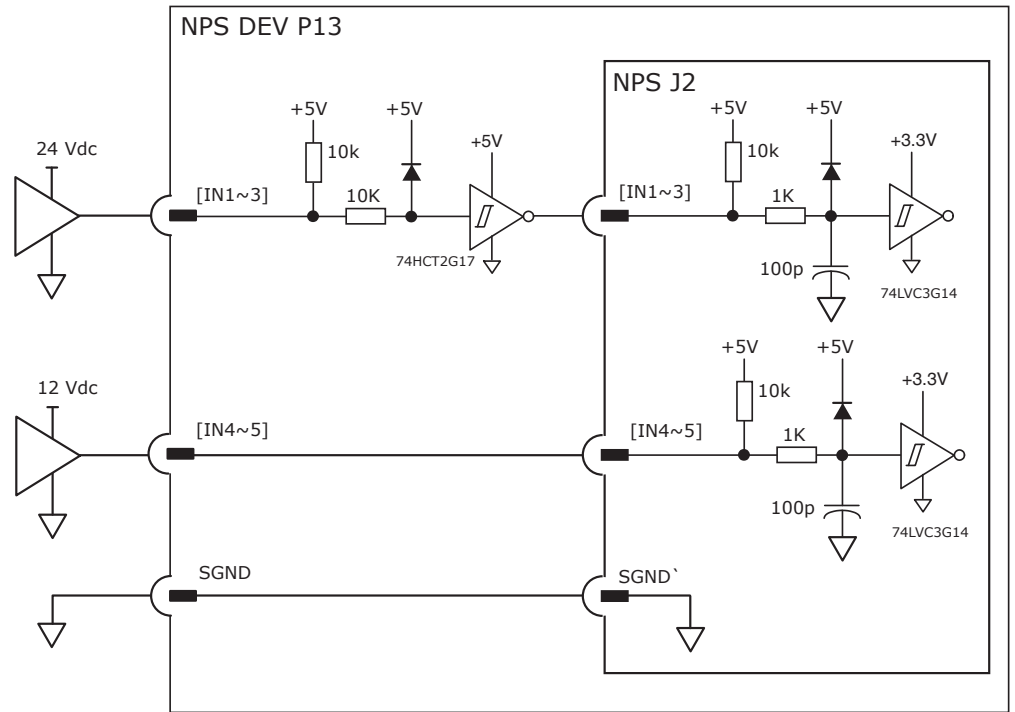 NPS DEV P13
NPS J2
+5V
+5V
+5V
+5V
24 Vdc
10k
+5V
10k
+3.3V
[IN1~3]
10K
[IN1~3]
1K
74HCT2G17
100p
74LVC3G14
+5V
+5V
12 Vdc
10k
+3.3V
[IN4~5]
[IN4~5]
1K
100p
74LVC3G14
SGND
SGND`